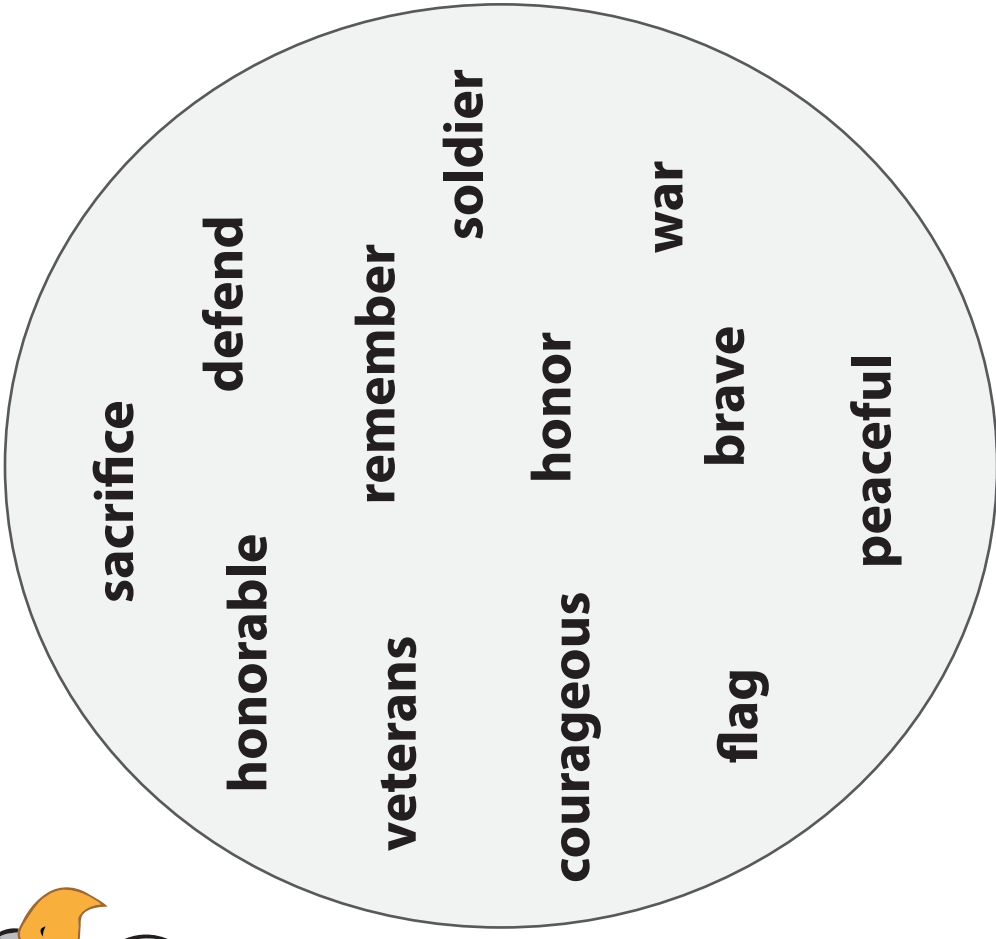 sacrifice
honorable defend
veterans remember
soldier
courageous honor
flag brave war
peaceful